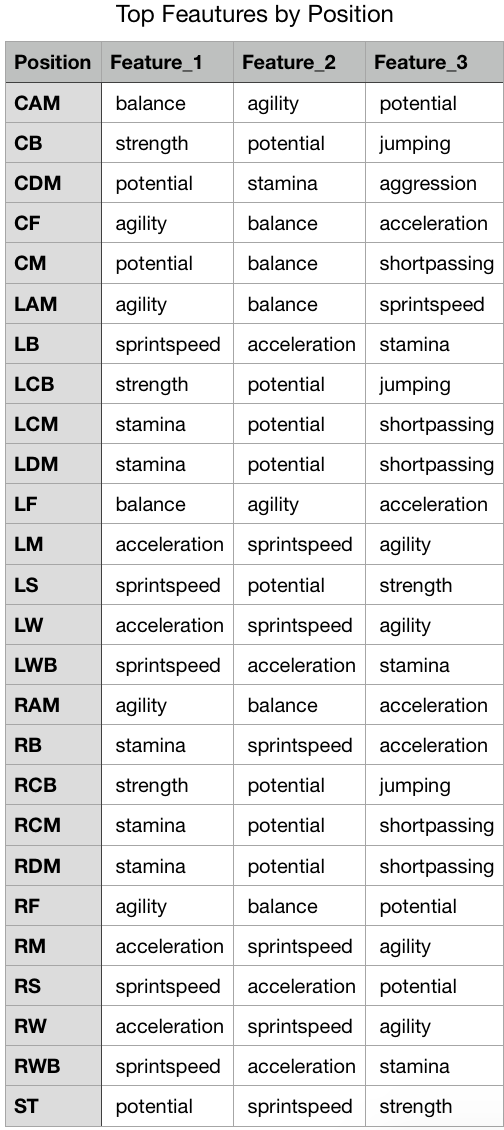 Top Feautures by Position
Position Feature_1 Feature_2 Feature_3
CAM balance agility potential
CB strength potential jumping
CDM potential stamina aggression
CF agility balance acceleration
CM potential balance shortpassing
LAM agility balance sprintspeed
LB sprintspeed acceleration stamina
LCB strength potential jumping
LCM stamina potential shortpassing
LDM stamina potential shortpassing
LF balance agility acceleration
LM acceleration sprintspeed agility
LS sprintspeed potential strength
LW acceleration sprintspeed agility
LWB sprintspeed acceleration stamina
RAM agility balance acceleration
RB stamina sprintspeed acceleration
RCB strength potential jumping
RCM stamina potential shortpassing
RDM stamina potential shortpassing
RF agility balance potential
RM acceleration sprintspeed agility
RS sprintspeed acceleration potential
RW acceleration sprintspeed agility
RWB sprintspeed acceleration stamina
ST potential sprintspeed strength